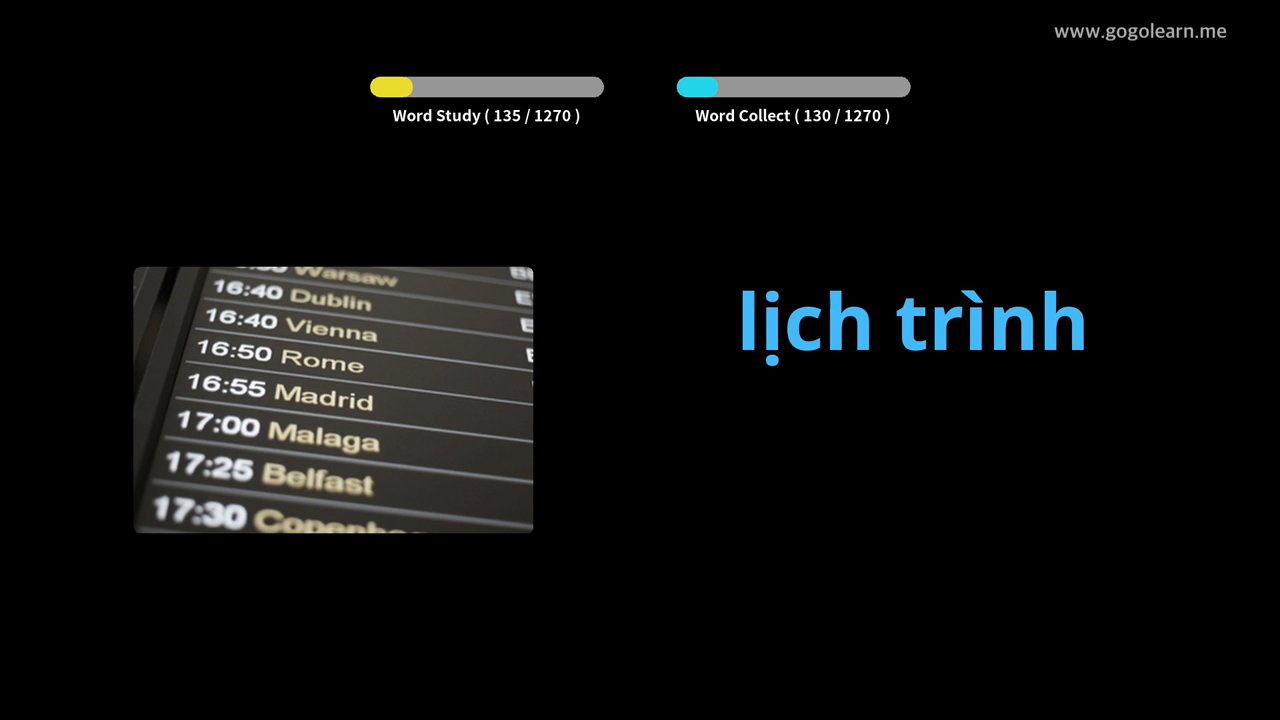 www.gogolearn.me
Word Study ( 135 / 1270 )
Word Collect ( 130 / 1270 )
Warsaw
16:40 Dublin
16:40 Vienna
16:50 Rome
16:55 Madrid
17:00 Malaga
17:25 Belfast
17:30
lịch trình